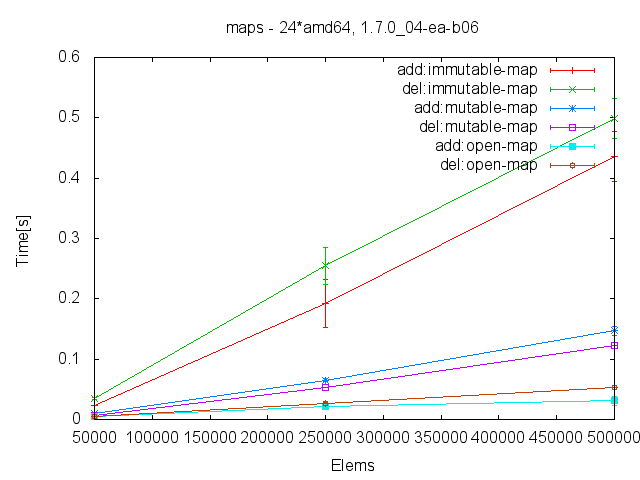 maps - 24*amd64, 1.7.0_04-ea-b06
0.6
0.5
0.4
0.3
0.2
0.1
0
Time[s]
add:immutable-map
del:immutable-map
add:mutable-map
del:mutable-map
add:open-map
del:open-map
50000 100000 150000 200000 250000 300000 350000 400000 450000 500000
Elems